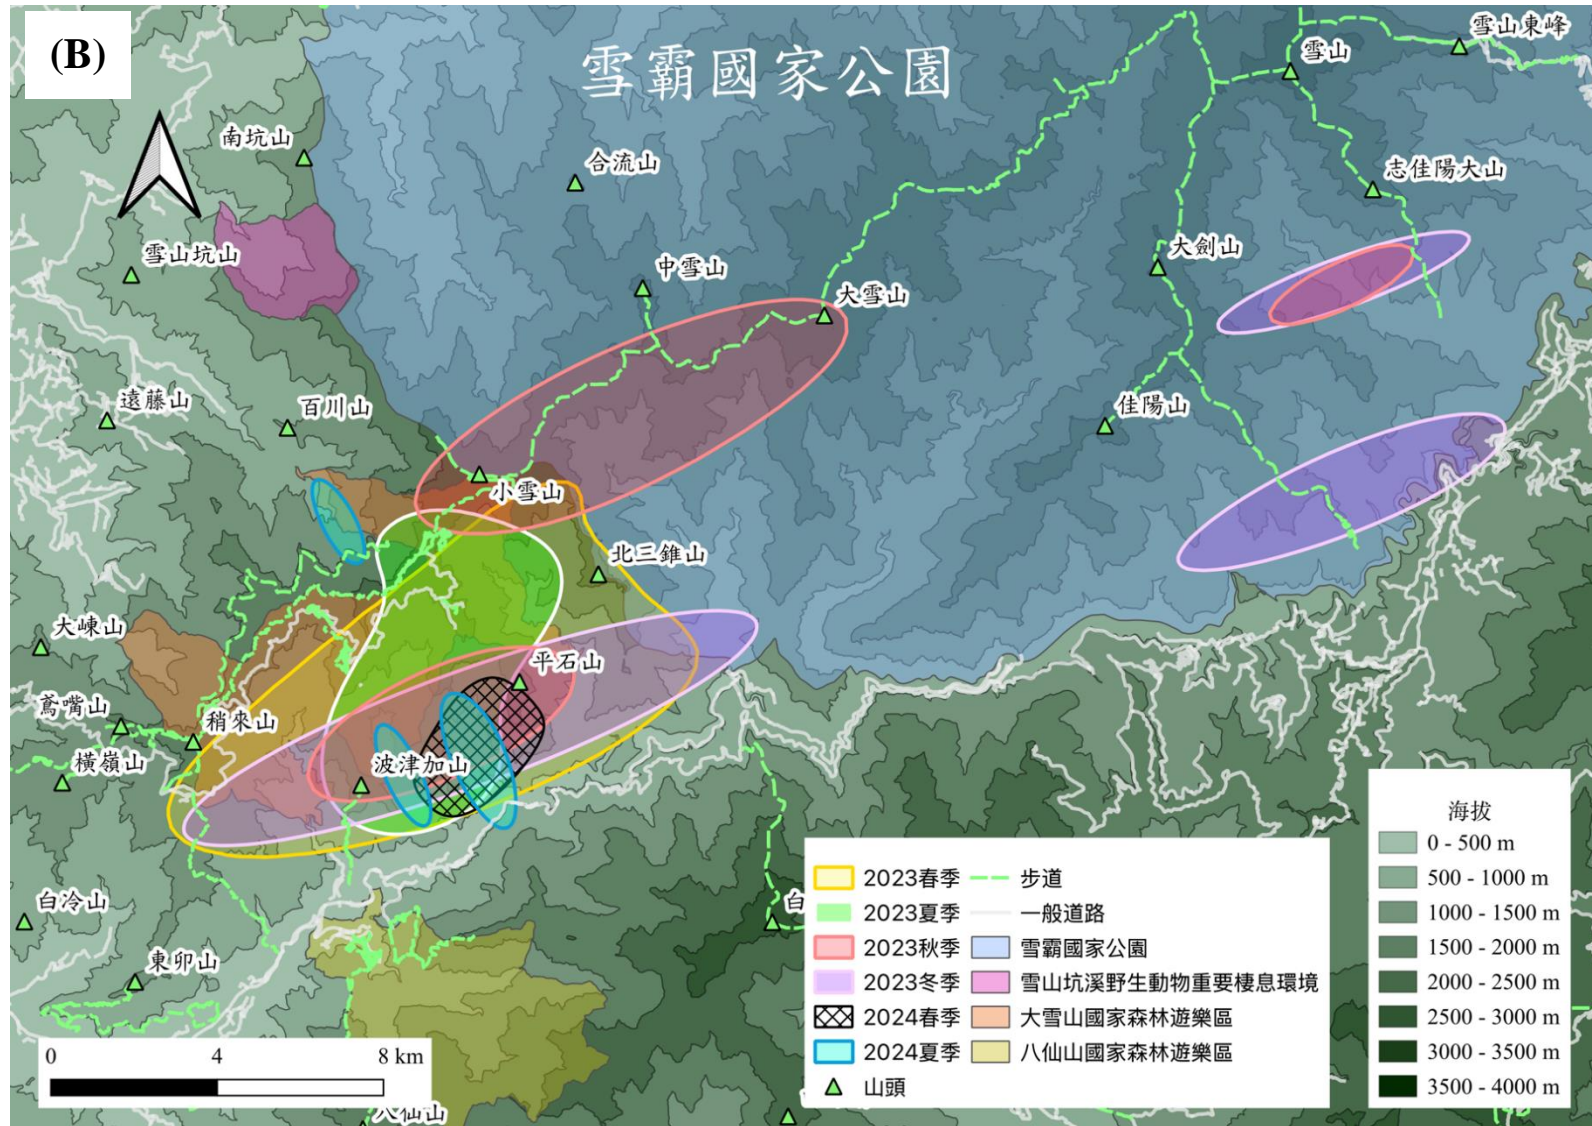 (B)
雪霸國家公園
雪山東峰
雪山
南坑山
合流山
志佳陽大山
雪山坑山
中雪山
大劍山
大雪山
遠藤山
百川山
佳陽山
小雪山
北三錐山
大崠山
平石山
鳶嘴山
稍來山
橫嶺山
波津加山
白冷山
白
東卯山
八仙山
0 4 8 km
2023春季
2023夏季
2023秋季
2023冬季
2024春季
2024夏季
山頭
步道
一般道路
雪霸國家公園
雪山坑溪野生動物重要棲息環境
大雪山國家森林遊樂區
八仙山國家森林遊樂區
海拔
0 - 500 m
500 - 1000 m
1000 - 1500 m
1500 - 2000 m
2000 - 2500 m
2500 - 3000 m
3000 - 3500 m
3500 - 4000 m